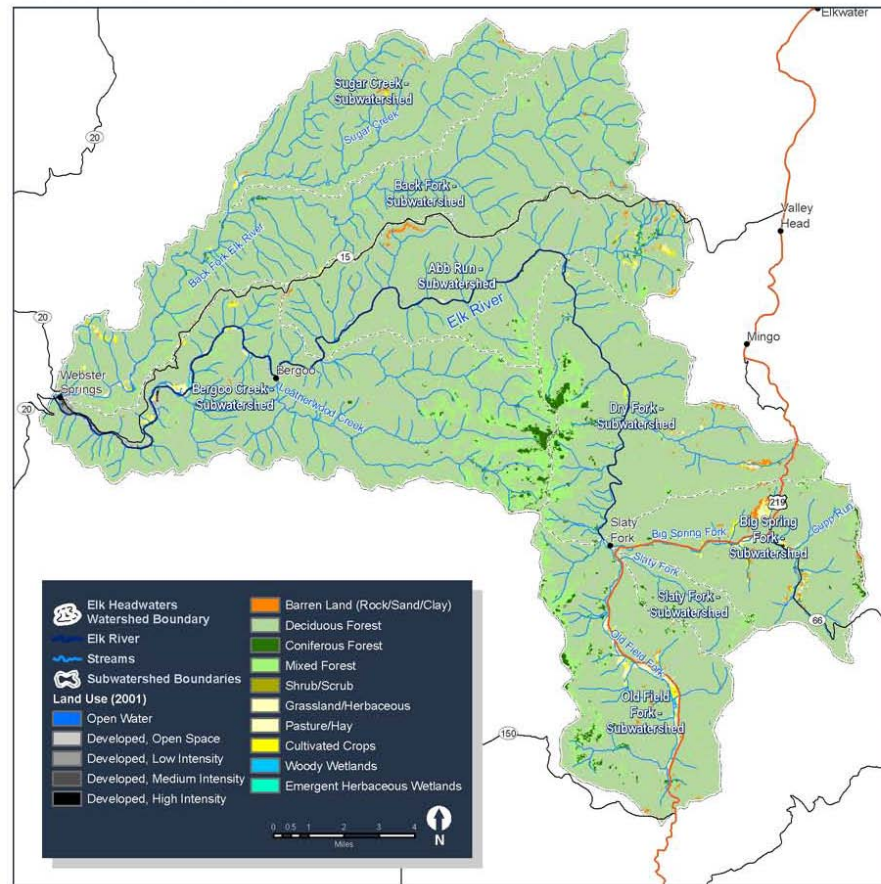 Elkwater
Sugar Creek -
Subwatershed
20
Sugar Creek
Back Fork -
Subwatershed
Valley
Head
Back Fork Elk River
15
Abb Run -
Subwatershed
Elk River
20
Mingo
Webster
Springs
Bergoo
Bergoo Creek -
Subwatershed
Leatherwood Creek
20
Dry Fork -
Subwatershed
219
Slaty
Fork
Big Spring Fork
Big Spring
Fork -
Subwatershed
Cupp Run
Slaty Fork
Slaty Fork
- Subwatershed
66
Old Field Fork
Old Field
Fork -
Subwatershed
150
Elk Headwaters
Watershed Boundary
Elk River
Streams
Subwatershed Boundaries
Land Use (2001)
Open Water
Developed, Open Space
Developed, Low Intensity
Developed, Medium Intensity
Developed, High Intensity
Barren Land (Rock/Sand/Clay)
Deciduous Forest
Coniferous Forest
Mixed Forest
Shrub/Scrub
Grassland/Herbaceous
Pasture/Hay
Cultivated Crops
Woody Wetlands
Emergent Herbaceous Wetlands
0 0.5 1 2 3 4
Miles
N